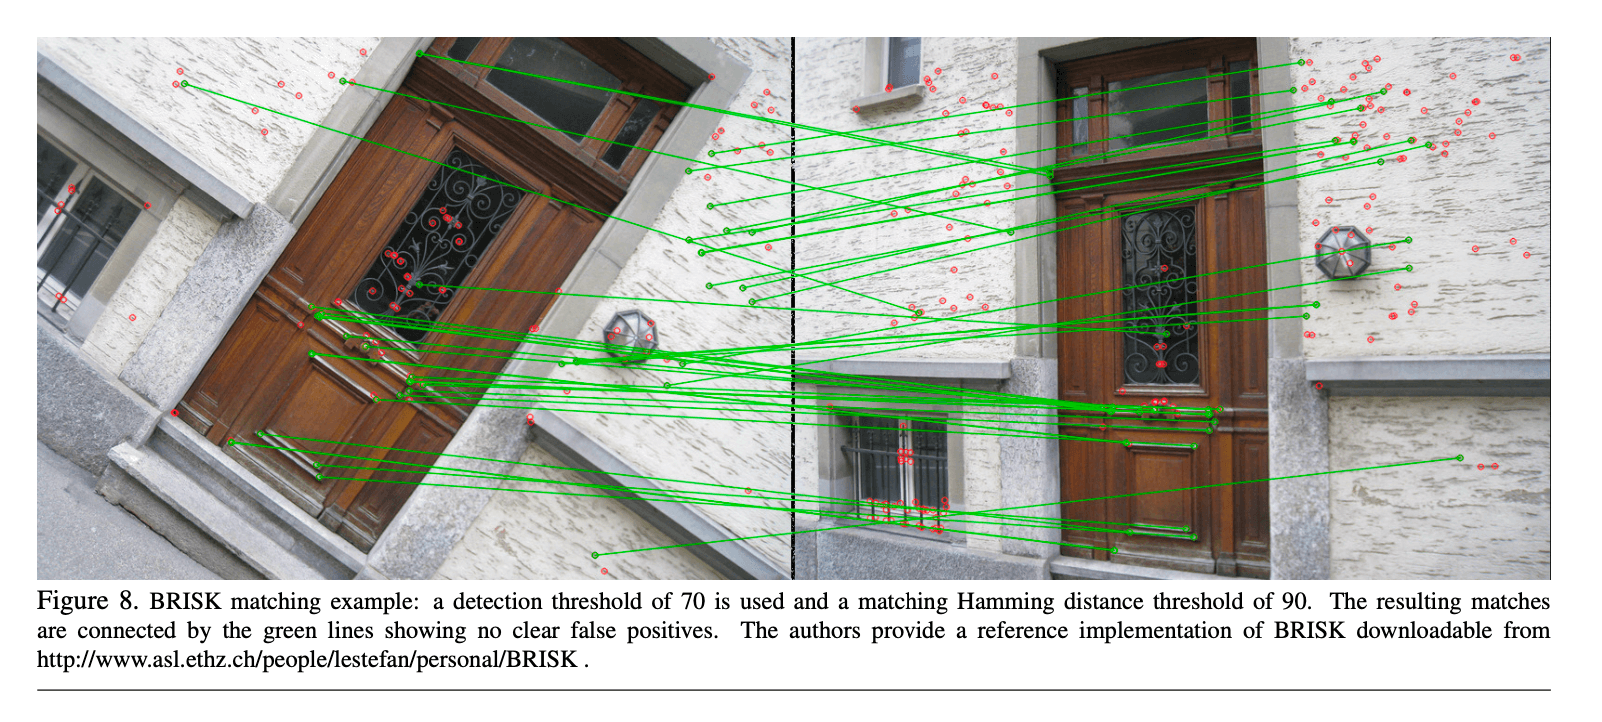 Figure 8. BRISK matching example: a detection threshold of 70 is used and a matching Hamming distance threshold of 90. The resulting matches
are connected by the green lines showing no clear false positives. The authors provide a reference implementation of BRISK downloadable from
http://www.asl.ethz.ch/people/lestefan/personal/BRISK .